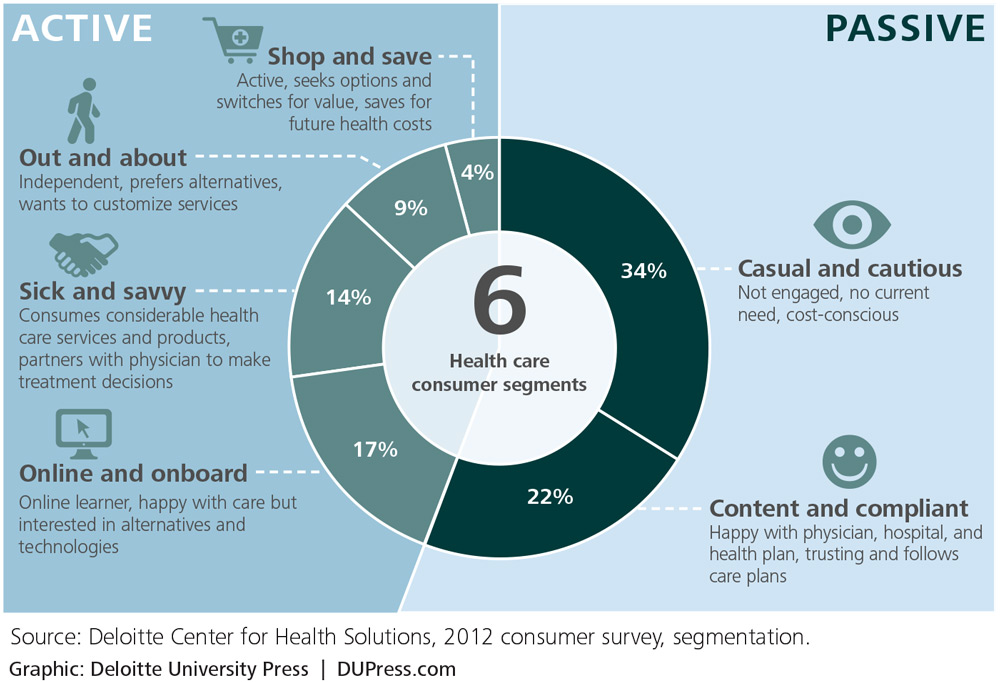 ACTIVE
PASSIVE
Shop and save
Active, seeks options and
switches for value, saves for
future health costs
Out and about
Independent, prefers alternatives,
wants to customize services
Sick and savvy
Consumes considerable health
care services and products,
partners with physician to make
treatment decisions
Online and onboard
Online learner, happy with care but
interested in alternatives and
technologies
4%
9%
14%
17%
34%
22%
6
Health care
consumer segments
Casual and cautious
Not engaged, no current
need, cost-conscious
Content and compliant
Happy with physician, hospital, and
health plan, trusting and follows
care plans
Source: Deloitte Center for Health Solutions, 2012 consumer survey, segmentation.
Graphic: Deloitte University Press | DUPress.com